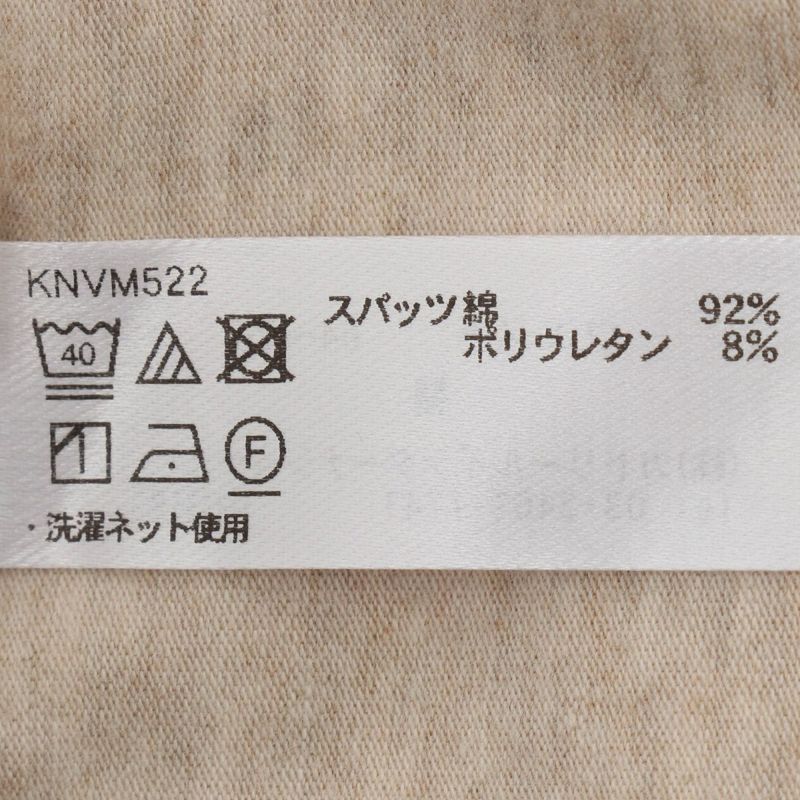 KNVM522
スパッツ 綿 92%
ポリウレタン 8%
40
F
・洗濯ネット使用